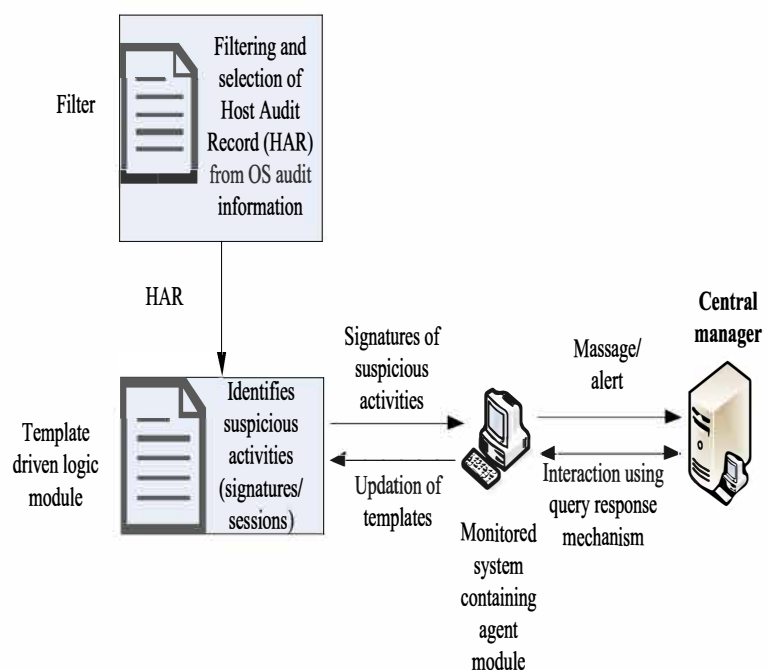 Filter
Filtering and
selection of
Host Audit
Record (HAR)
from OS audit
information
HAR
Template
driven logic
module
Identifies
suspicious
activities
(signatures/
sessions)
Signatures of
suspicious
activities
Updation of
templates
Monitored
system
containing
agent
module
Massage/
alert
Interaction using
query response
mechanism
Central
manager